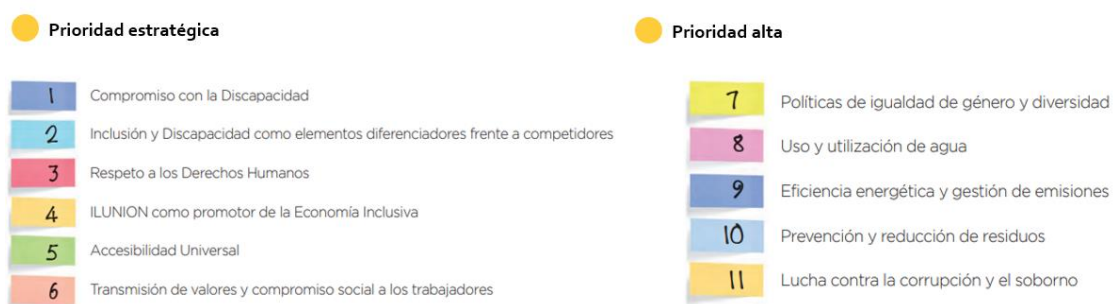 Prioridad estratégica
1 Compromiso con la Discapacidad
2 Inclusión y Discapacidad como elementos diferenciadores frente a competidores
3 Respeto a los Derechos Humanos
4 ILUNION como promotor de la Economía Inclusiva
5 Accesibilidad Universal
6 Transmisión de valores y compromiso social a los trabajadores
Prioridad alta
7 Políticas de igualdad de género y diversidad
8 Uso y utilización de agua
9 Eficiencia energética y gestión de emisiones
10 Prevención y reducción de residuos
11 Lucha contra la corrupción y el soborno